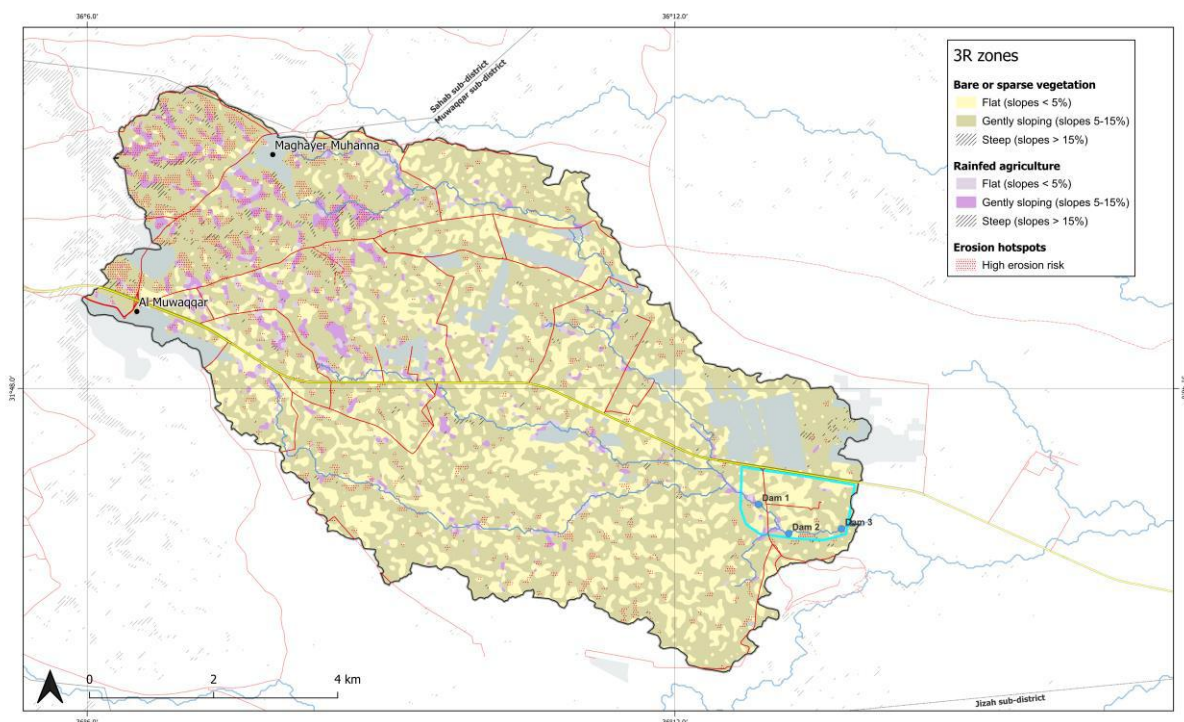 36°6.0'
36°12.0'
Sahab sub-district
Muwaqqar sub-district
3R zones
Bare or sparse vegetation
Flat (slopes < 5%)
Gently sloping (slopes 5-15%)
Steep (slopes > 15%)
Rainfed agriculture
Flat (slopes < 5%)
Gently sloping (slopes 5-15%)
Steep (slopes > 15%)
Erosion hotspots
High erosion risk
Maghayer Muhanna
Al Muwaqqar
31°48.0'
Dam 1
Dam 2
Dam 3
0
2
4 km
Jizah sub-district
36°12.0'